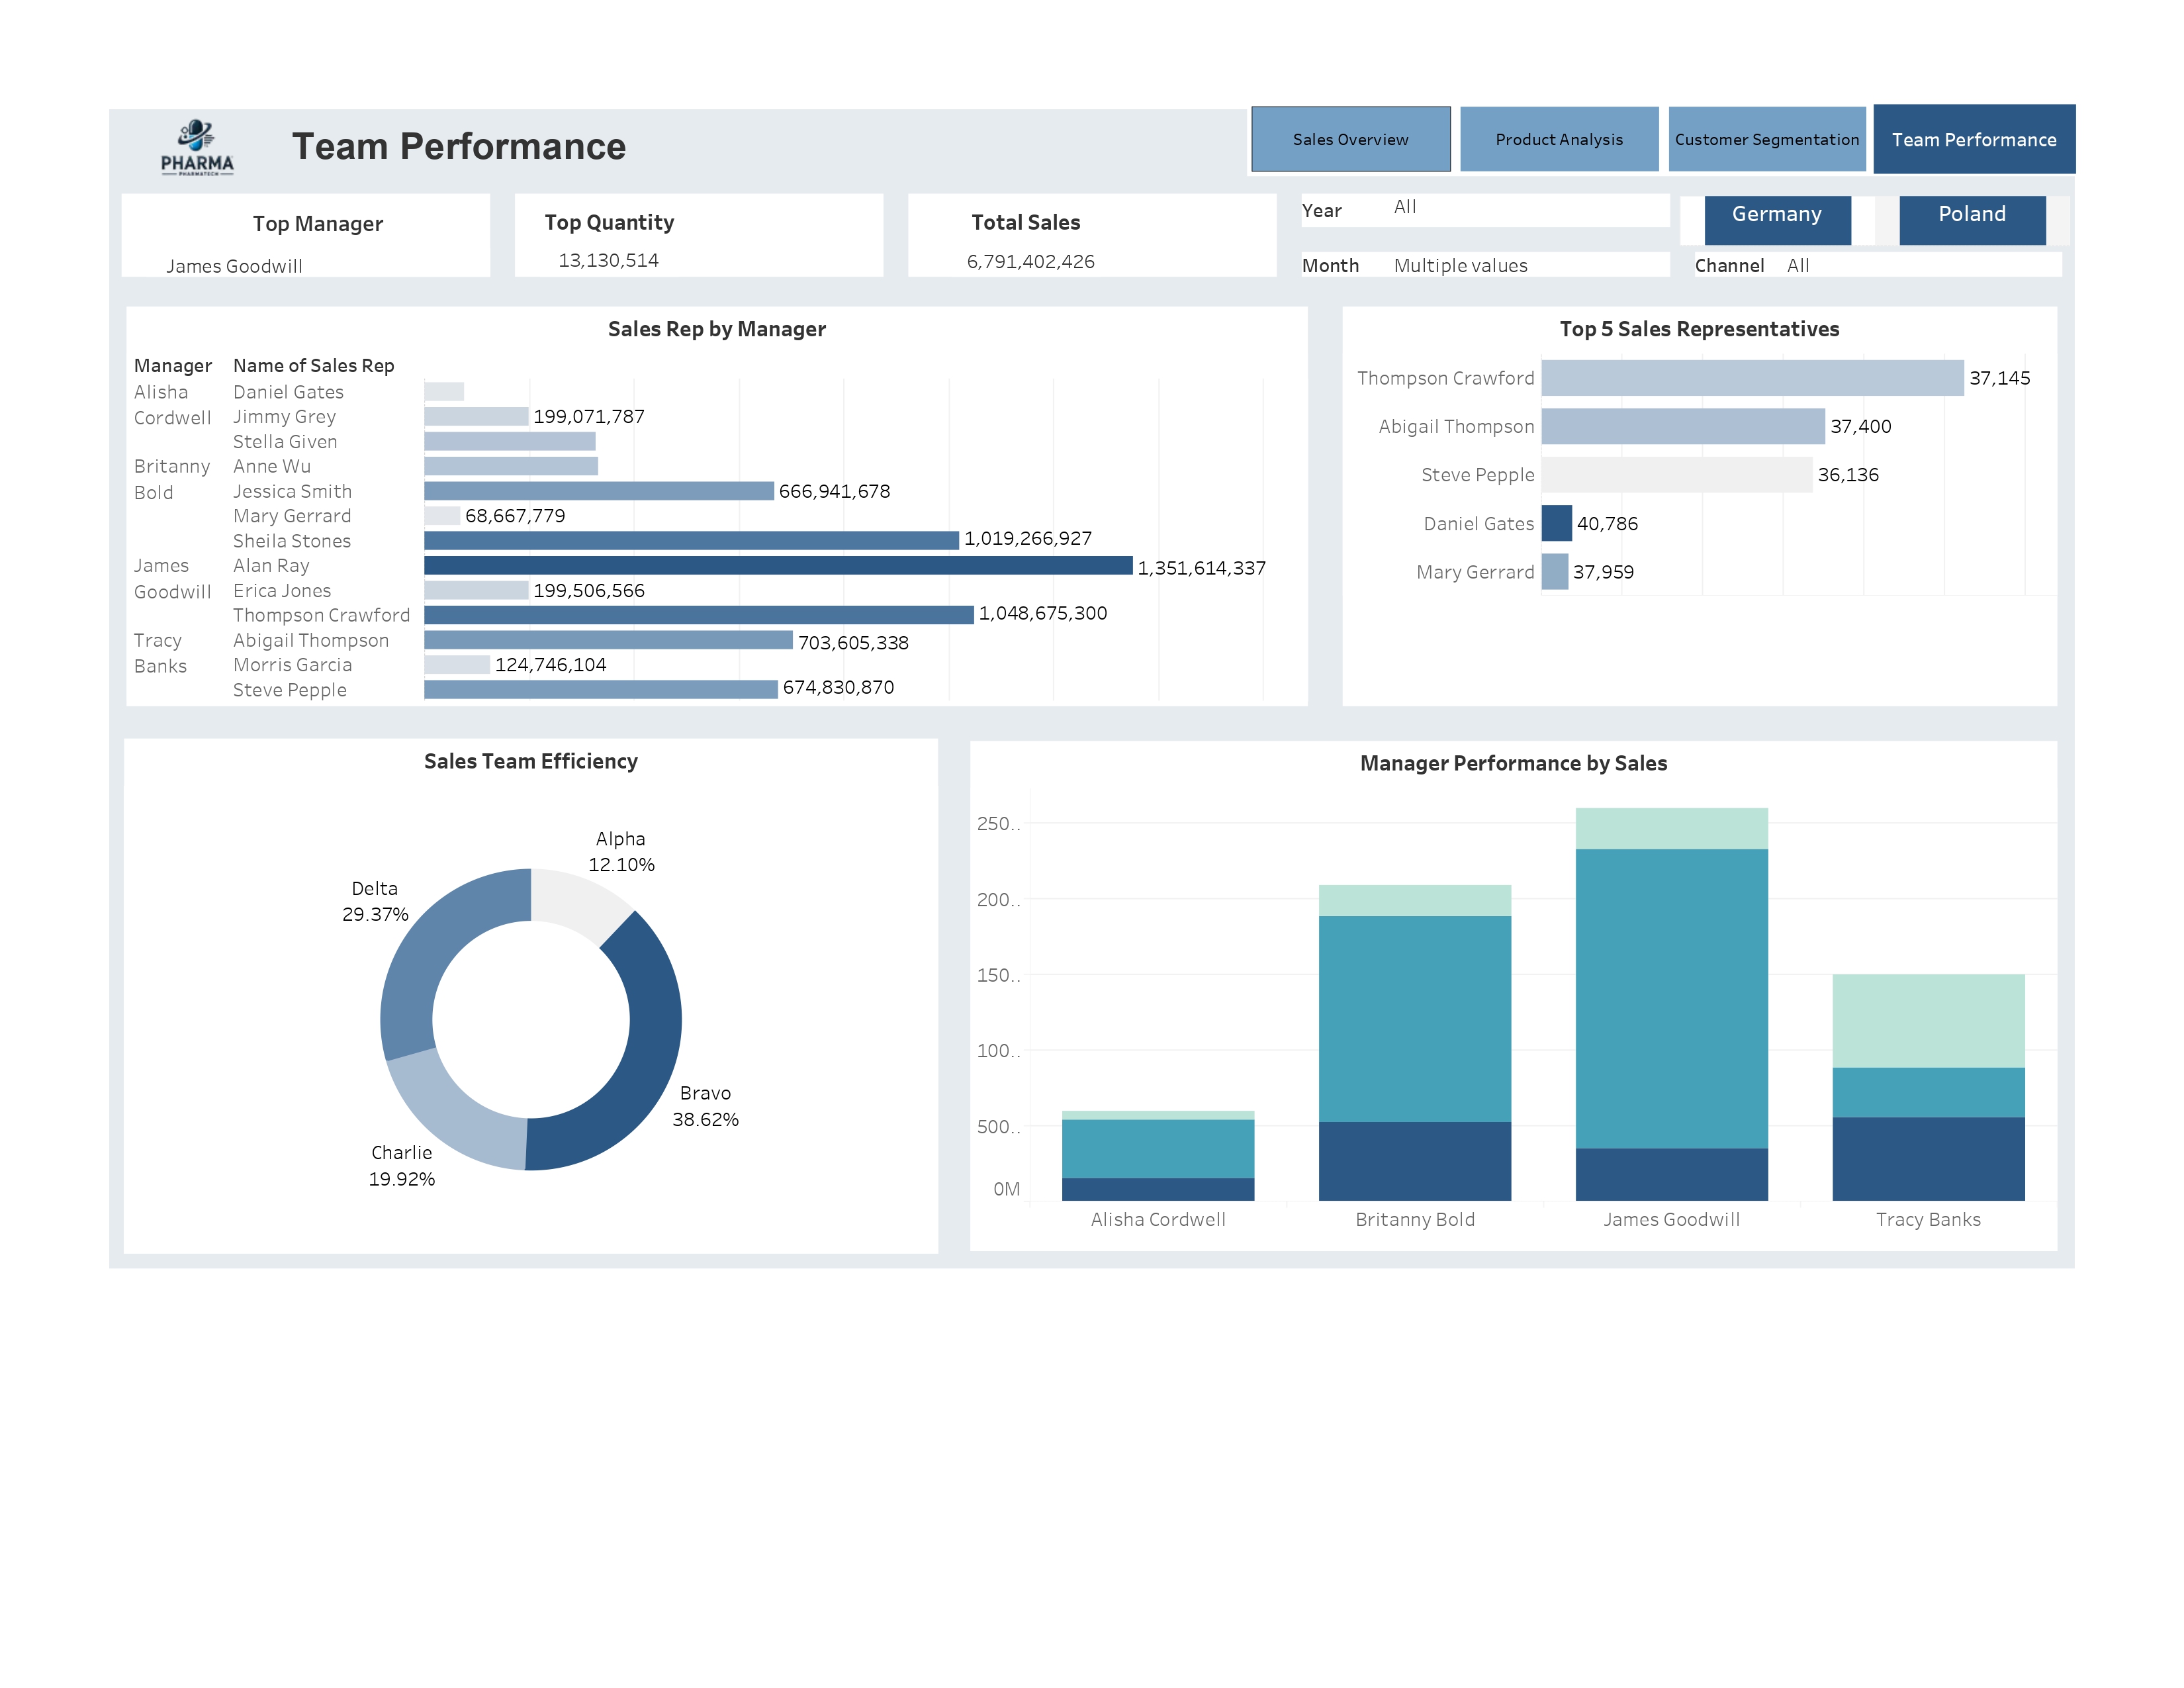 PHARMA
PHARMATECH
Team Performance
Sales Overview
Product Analysis
Customer Segmentation
Team Performance
Top Manager
James Goodwill
Top Quantity
13,130,514
Total Sales
6,791,402,426
Year All
Month Multiple values
Germany
Poland
Channel All
Sales Rep by Manager
Manager Name of Sales Rep
Alisha Daniel Gates
Cordwell Jimmy Grey 199,071,787
Stella Given
Britanny Anne Wu
Bold Jessica Smith 666,941,678
Mary Gerrard 68,667,779
Sheila Stones 1,019,266,927
James Alan Ray 1,351,614,337
Goodwill Erica Jones 199,506,566
Thompson Crawford 1,048,675,300
Tracy Abigail Thompson 703,605,338
Banks Morris Garcia 124,746,104
Steve Pepple 674,830,870
Top 5 Sales Representatives
Thompson Crawford 37,145
Abigail Thompson 37,400
Steve Pepple 36,136
Daniel Gates 40,786
Mary Gerrard 37,959
Sales Team Efficiency
Alpha
12.10%
Delta
29.37%
Bravo
38.62%
Charlie
19.92%
Manager Performance by Sales
250..
200..
150..
100..
500..
0M
Alisha Cordwell
Britanny Bold
James Goodwill
Tracy Banks